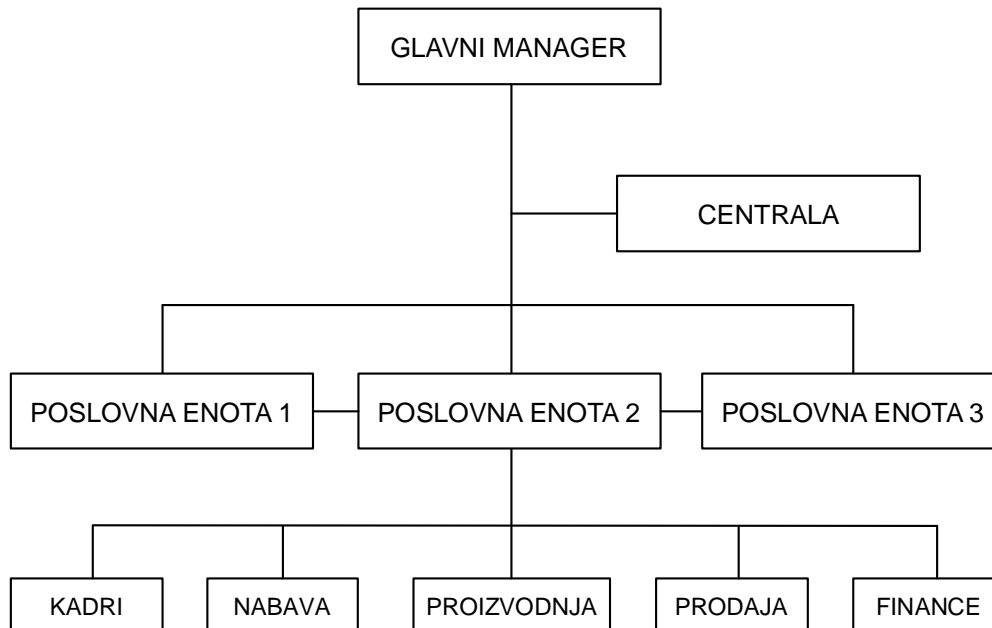 GLAVNI MANAGER
CENTRALA
POSLOVNA ENOTA 1
POSLOVNA ENOTA 2
POSLOVNA ENOTA 3
KADRI
NABAVA
PROIZVODNJA
PRODAJA
FINANCE